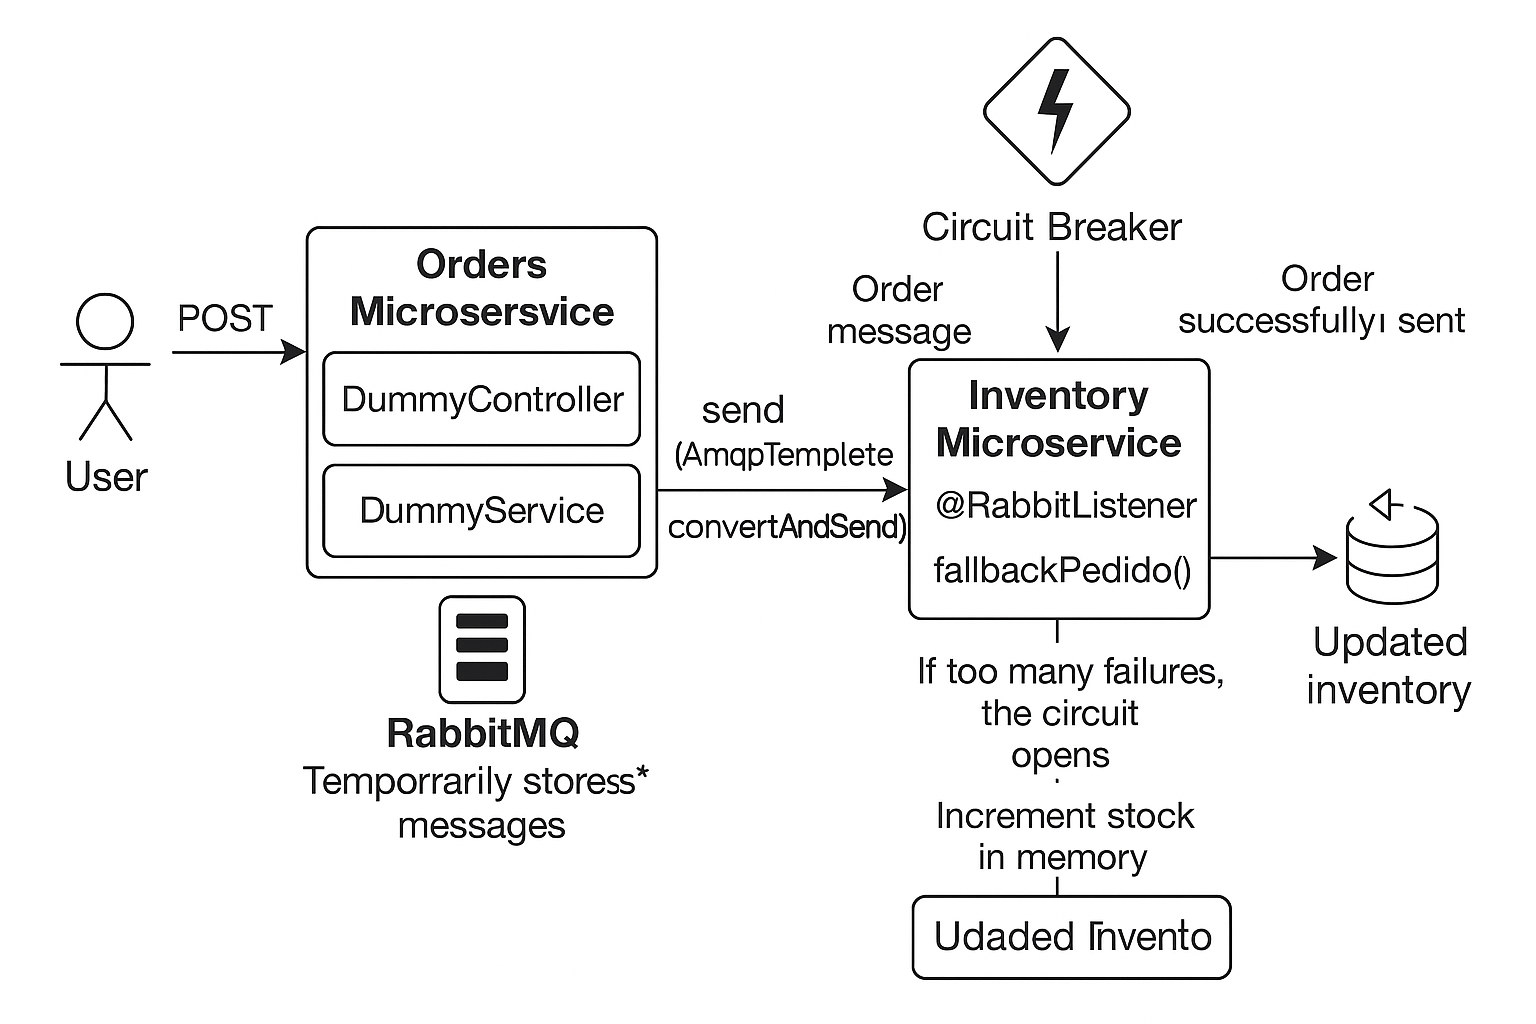 Circuit Breaker
Orders
Microsersvice
POST
DummyController
DummyService
User
send
(AmqpTemplete
convertAndSend)
Order
message
Order
successfullyı sent
Inventory
Microservice
@RabbitListener
fallbackPedido()
Updated
inventory
RabbitMQ
Temporrarily storess*
messages
If too many failures,
the circuit
opens
Increment stock
in memory
Udaded Invento